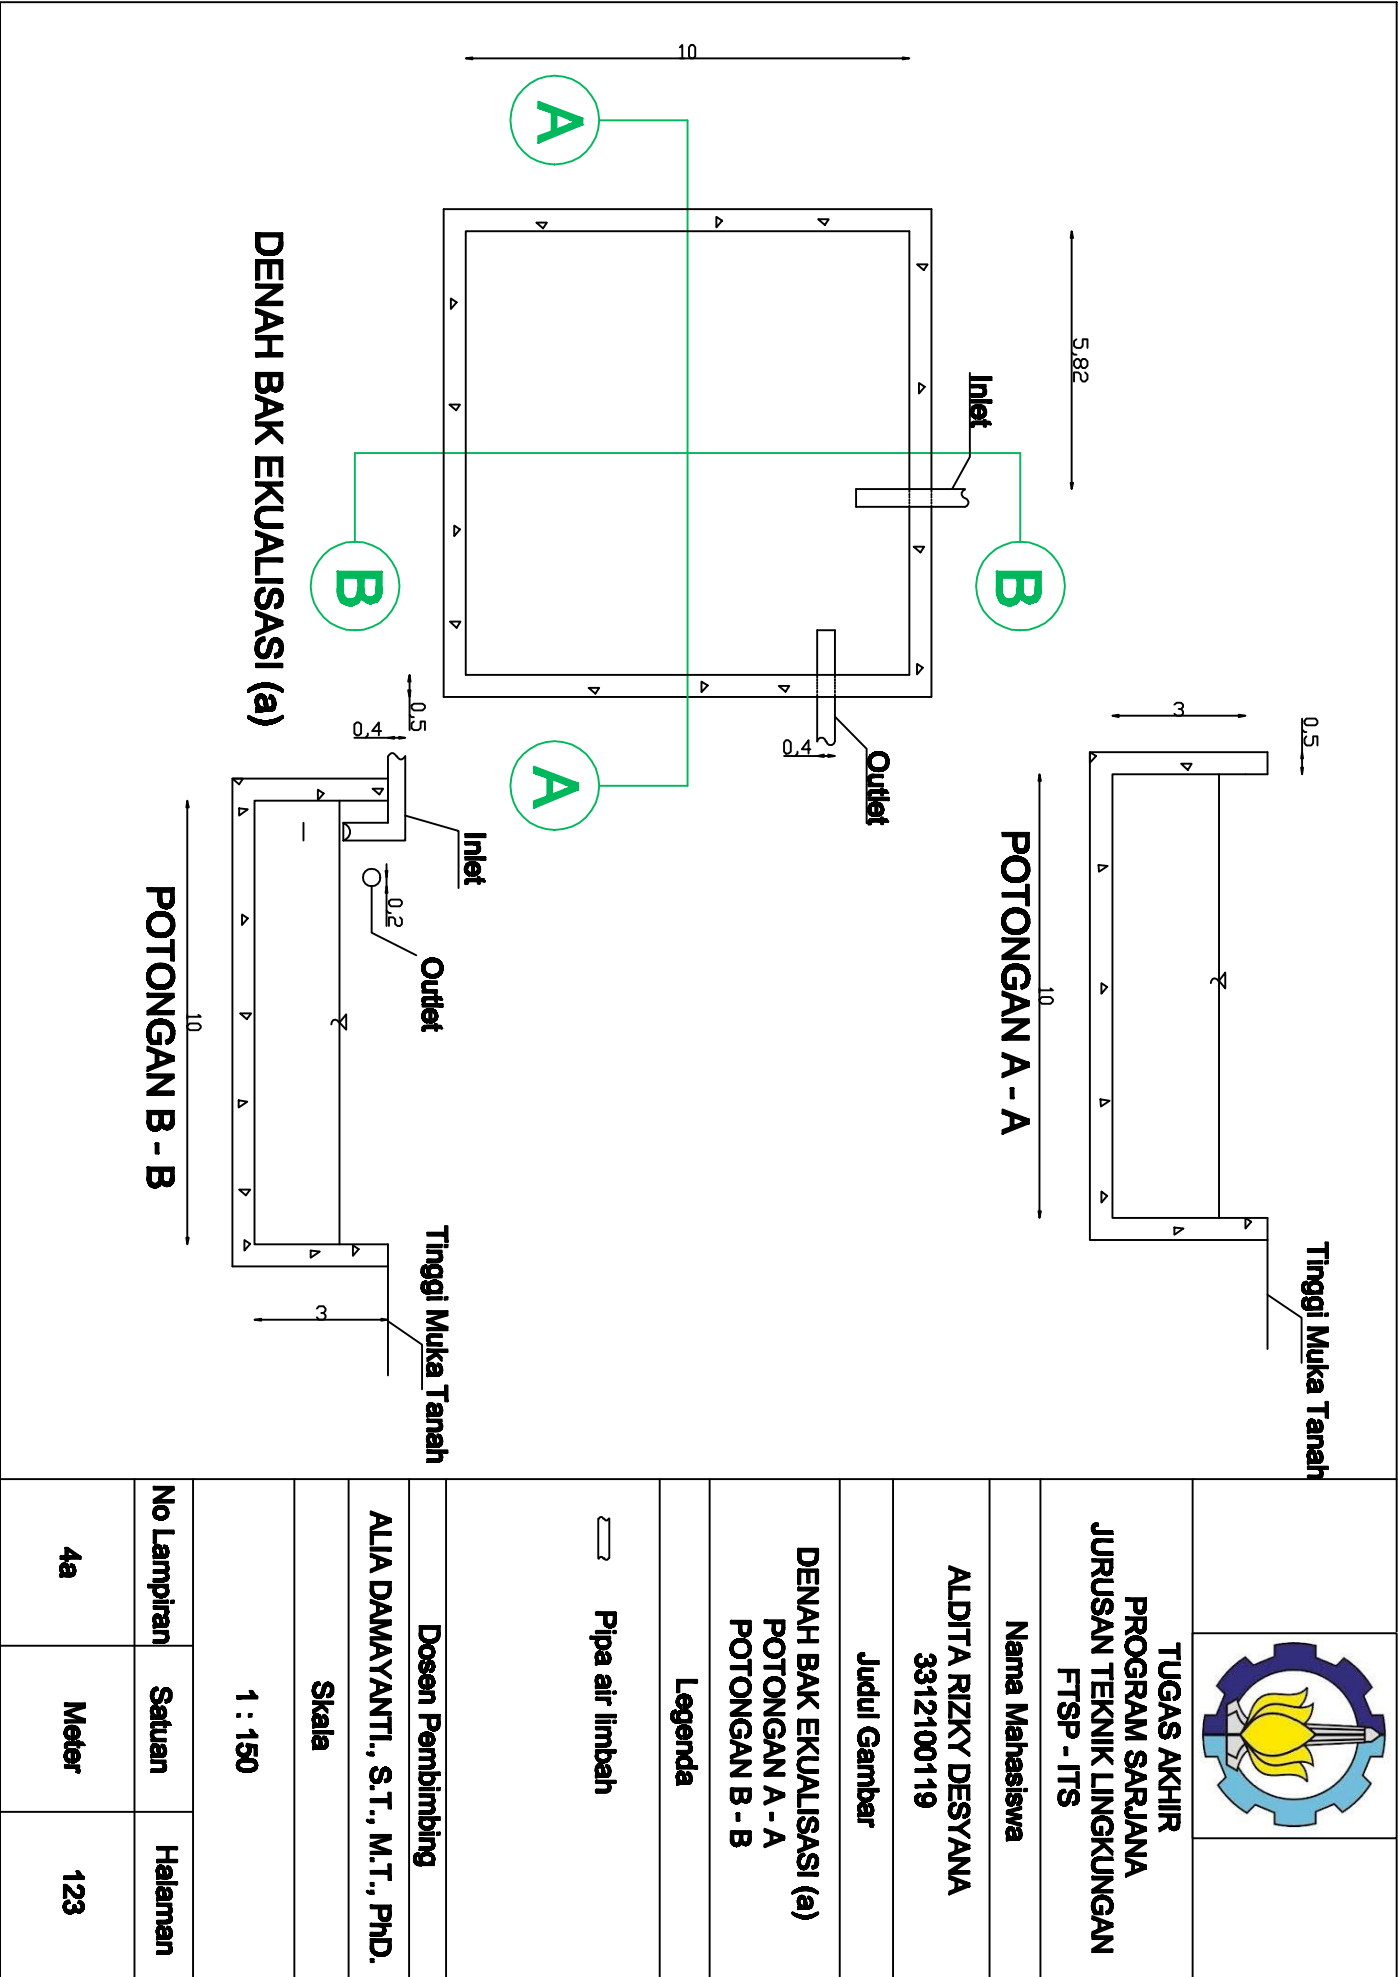 10
A
A
B
B
5,82
Inlet
Outlet
0,4
DENAH BAK EKUALISASI (a)
0,5
3
10
Tinggi Muka Tanah
POTONGAN A - A
0,5
0,4
Inlet
0,2
Outlet
10
3
Tinggi Muka Tanah
POTONGAN B - B
TUGAS AKHIR
PROGRAM SARJANA
JURUSAN TEKNIK LINGKUNGAN
FTSP - ITS
Nama Mahasiswa
ALDITA RIZKY DESYANA
3312100119
Judul Gambar
DENAH BAK EKUALISASI (a)
POTONGAN A - A
POTONGAN B - B
Legenda
Pipa air limbah
Dosen Pembimbing
ALIA DAMAYANTI., S.T., M.T., PhD.
Skala
1 : 150
No Lampiran Satuan Halaman
4a Meter 123